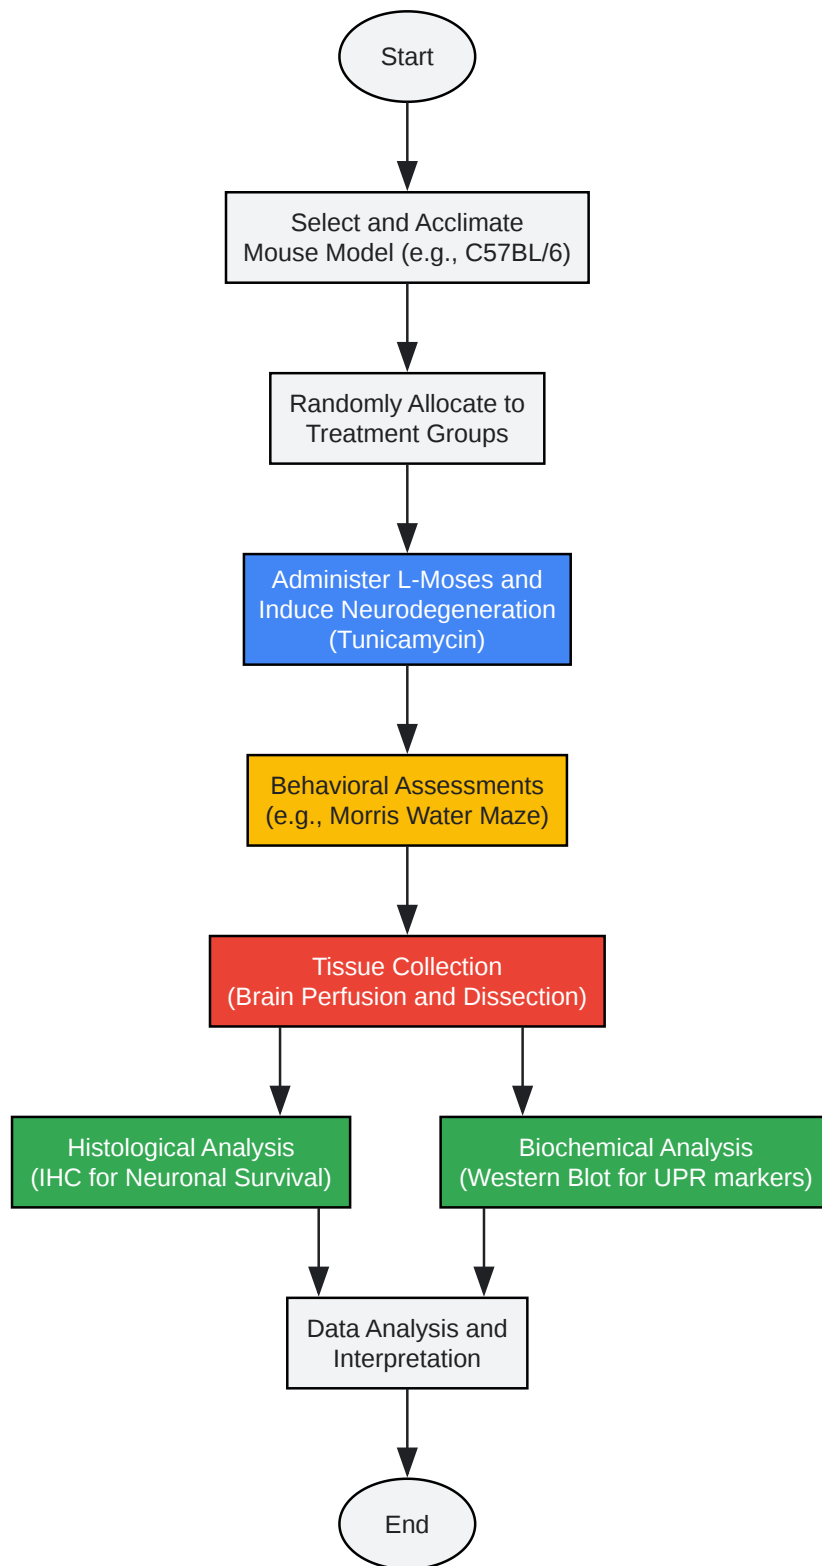 Start
Select and Acclimate
Mouse Model (e.g., C57BL/6)
Randomly Allocate to
Treatment Groups
Administer L-Moses and
Induce Neurodegeneration
(Tunicamycin)
Behavioral Assessments
(e.g., Morris Water Maze)
Tissue Collection
(Brain Perfusion and Dissection)
Histological Analysis
(IHC for Neuronal Survival)
Biochemical Analysis
(Western Blot for UPR markers)
Data Analysis and
Interpretation
End